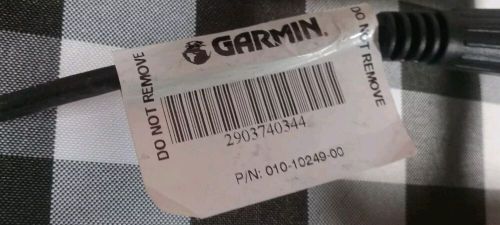 GARMIN®
DO NOT REMOVE
DO NOT REMOVE
2903740344
P/N: 010-10249-00